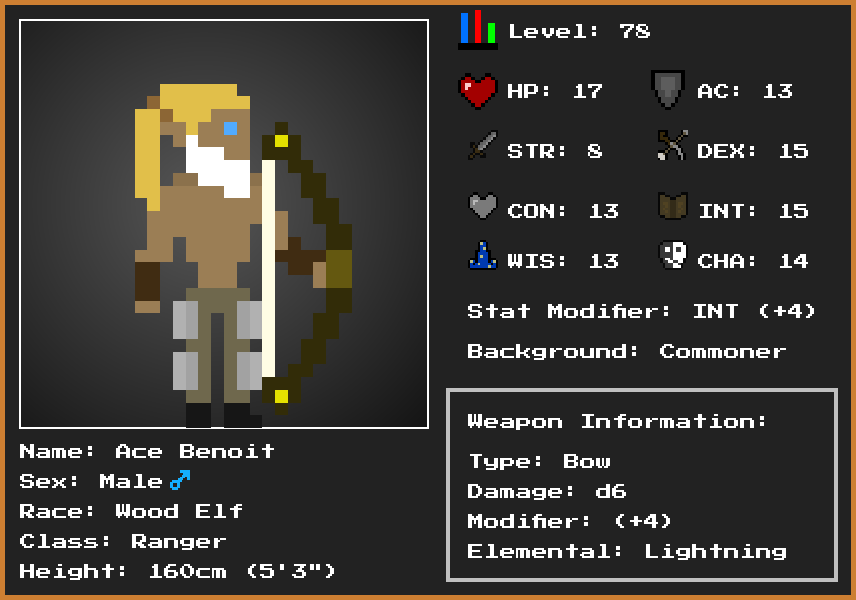 Level: 78
HP: 17
AC: 13
STR: 8
DEX: 15
CON: 13
INT: 15
WIS: 13
CHA: 14
Stat Modifier: INT (+4)
Background: Commoner
Weapon Information:
Type: Bow
Damage: d6
Modifier: (+4)
Elemental: Lightning
Name: Ace Benoit
Sex: Male ♂
Race: Wood Elf
Class: Ranger
Height: 160cm (5'3")